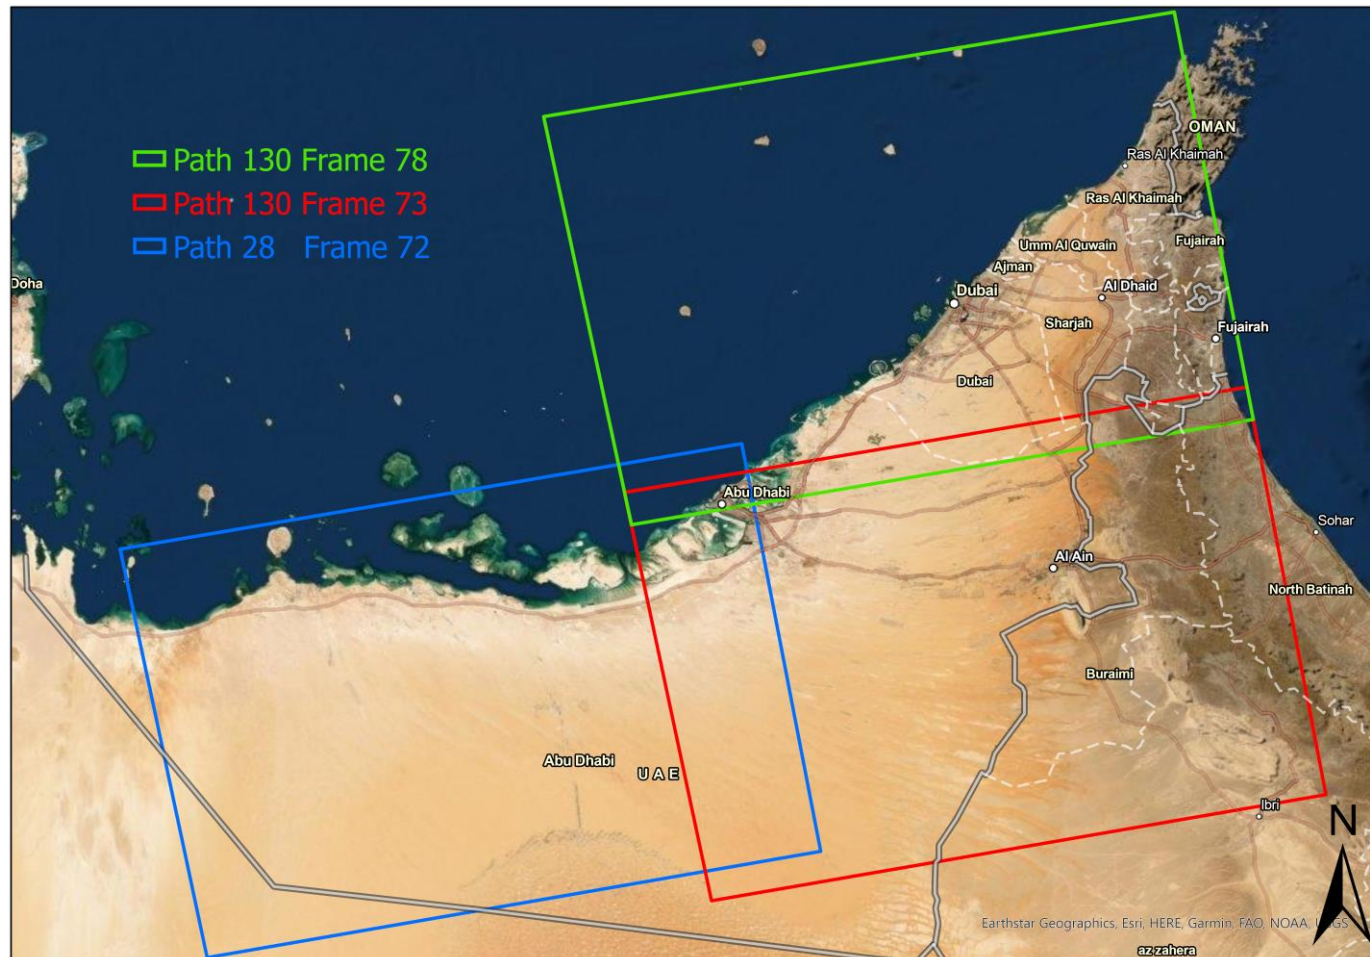 Path 130 Frame 78
Path 130 Frame 73
Path 28 Frame 72
OMAN
Ras Al Khaimah
Ras Al Khaimah
Umm Al Quwain
Fujairah
Ajman
Doha
Dubai
Al Dhaid
Sharjah
Fujairah
Dubai
Abu Dhabi
Sohar
Al Ain
North Batinah
Buraimi
Abu Dhabi
UAE
Ibri
N
Earthstar Geographics, Esri, HERE, Garmin, FAO, NOAA, USGS
az zahera